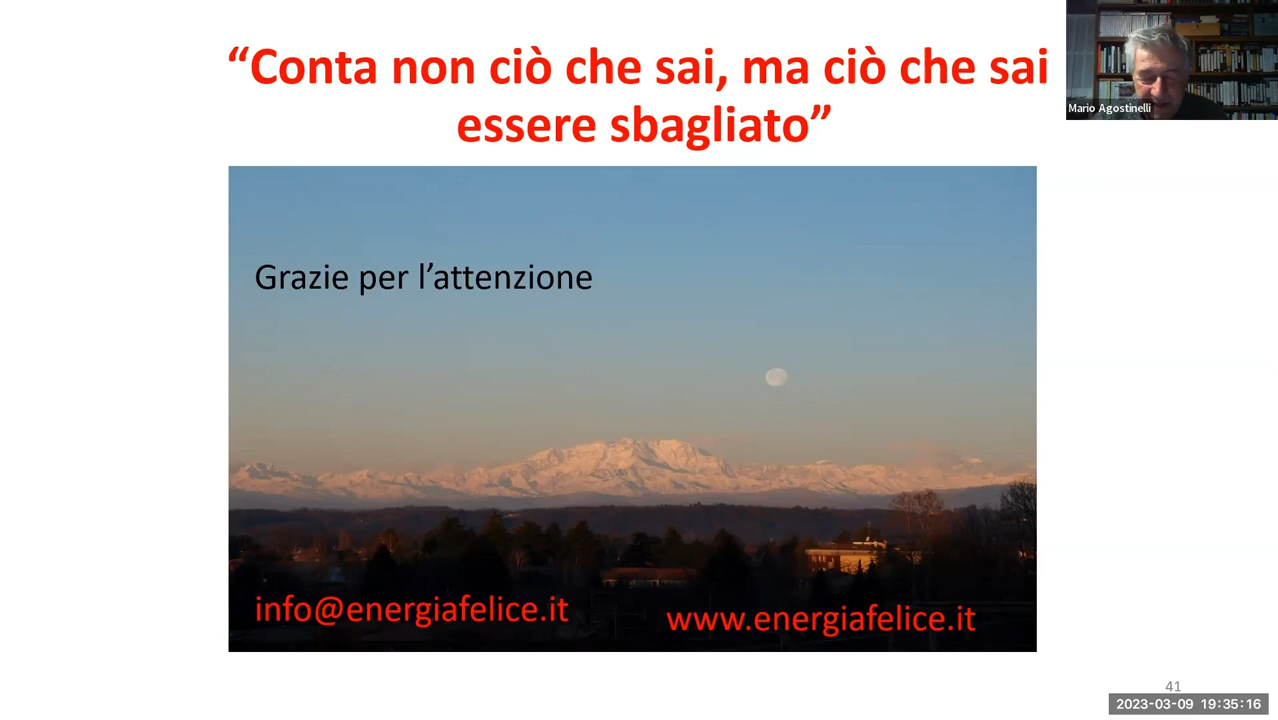 “Conta non ciò che sai, ma ciò che sai
essere sbagliato”
Mario Agostinelli
Grazie per l’attenzione
info@energiafelice.it
www.energiafelice.it
41
2023-03-09 19:35:16